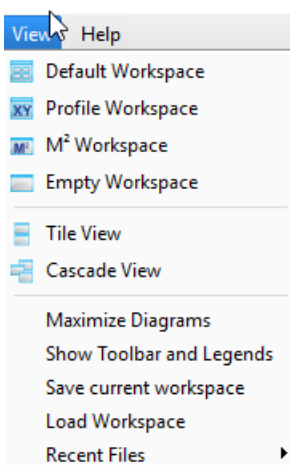 View Help
Default Workspace
XY Profile Workspace
M² M² Workspace
Empty Workspace
Tile View
Cascade View
Maximize Diagrams
Show Toolbar and Legends
Save current workspace
Load Workspace
Recent Files